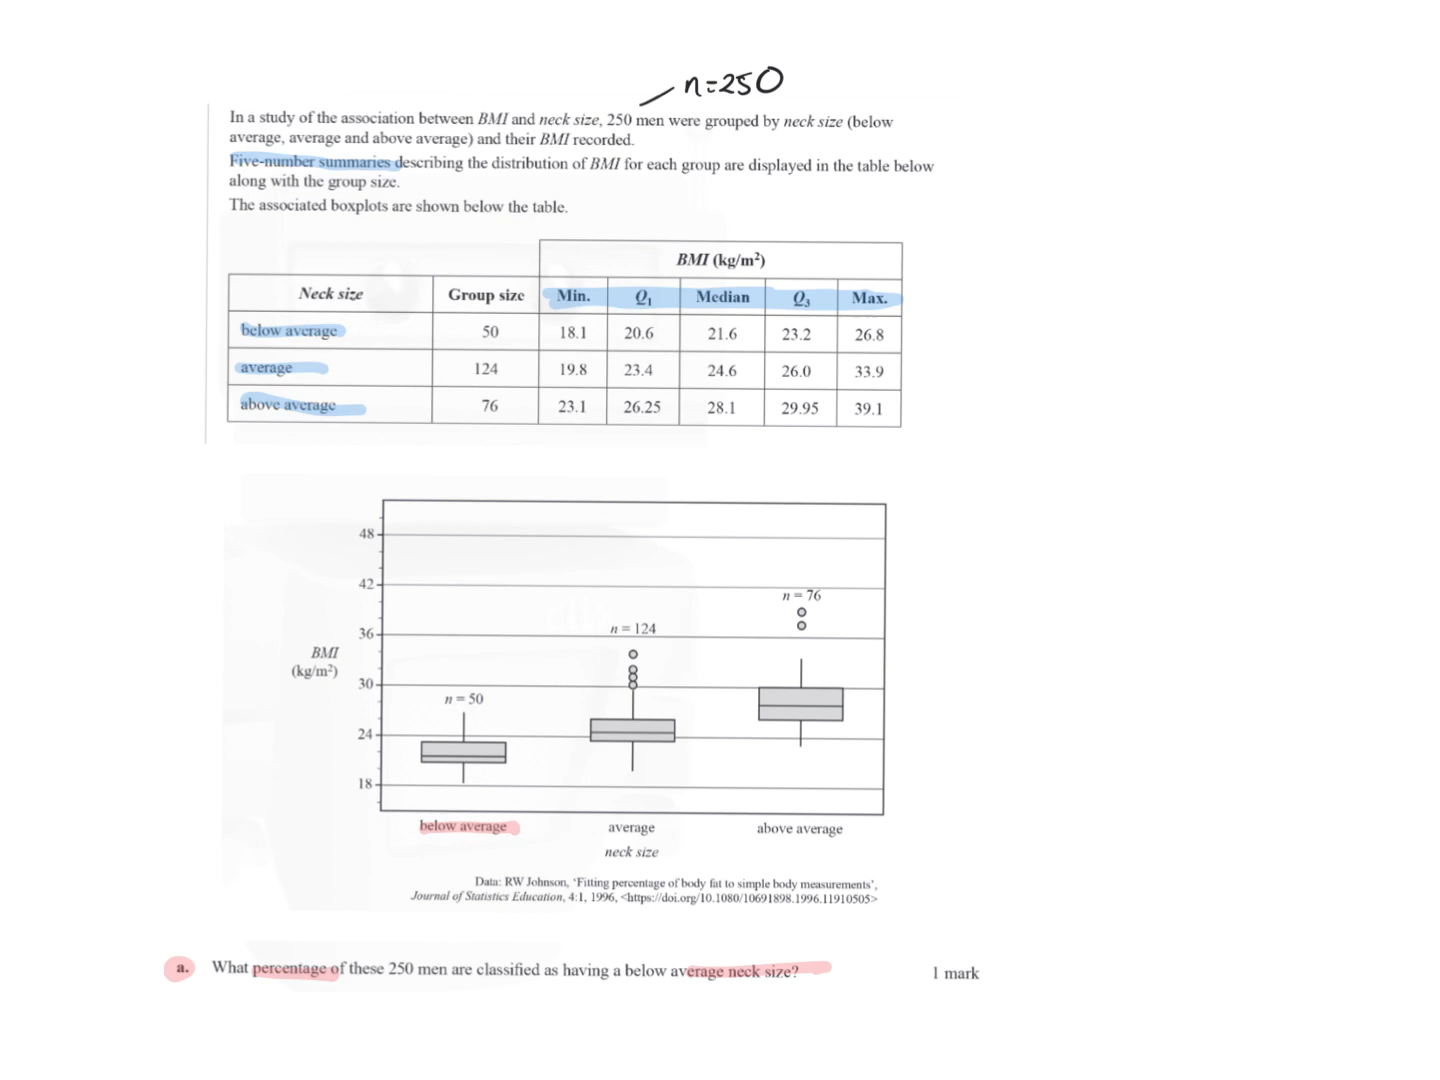 n=250
In a study of the association between BMI and neck size, 250 men were grouped by neck size (below
average, average and above average) and their BMI recorded.
Five-number summaries describing the distribution of BMI for each group are displayed in the table below
along with the group size.
The associated boxplots are shown below the table.
BMI (kg/m²)
Neck size Group size Min. Q₁ Median Q₃ Max.
below average 50 18.1 20.6 21.6 23.2 26.8
average 124 19.8 23.4 24.6 26.0 33.9
above average 76 23.1 26.25 28.1 29.95 39.1
48
42
n = 76
n = 124
36
BMI
(kg/m²)
30
n = 50
24
18
below average average above average
neck size
Data: RW Johnson, ‘Fitting percentage of body fat to simple body measurements’,
Journal of Statistics Education, 4:1, 1996, <https://doi.org/10.1080/10691898.1996.11910505>
a. What percentage of these 250 men are classified as having a below average neck size? 1 mark